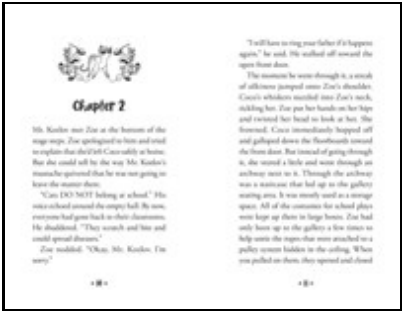 Chapter 2
Mr. Kozlov met Zoe at the bottom of the
stage steps. Zoe apologized to him and tried
to explain that she'd left Coco safely at home.
But she could tell by the way Mr. Kozlov's
mustache quivered that he was not going to
leave the matter there.
"Cats DO NOT belong at school." His
voice echoed around the empty hall. By now,
everyone had gone back to their classrooms.
He shuddered. "They scratch and bite and
could spread diseases."
Zoe nodded. "Okay, Mr. Kozlov. I'm
sorry."
"I will have to ring your father if it happens
again," he said. He stalked off toward the
open front door.
The moment he went through it, a streak
of silkiness jumped onto Zoe's shoulder.
Coco's whiskers nuzzled into Zoe's neck,
tickling her. Zoe put her hands on her hips
and twisted her head to look at her. She
frowned. Coco immediately hopped off
and galloped down the floorboards toward
the front door. But instead of going through
it, she veered a little and went through an
archway next to it. Through the archway
was a staircase that led up to the gallery
seating area. It was mostly used as a storage
space. All of the costumes for school plays
were kept up there in large boxes. Zoe had
only been up to the gallery a few times to
help untie the ropes that were attached to a
pulley system hidden in the ceiling. When
you pulled on them, they opened and closed